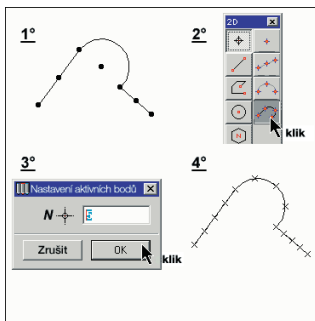 1°
2°
2D
klik
3°
4°
Nastavení aktivních bodů
N
5
Zrušit
OK
klik